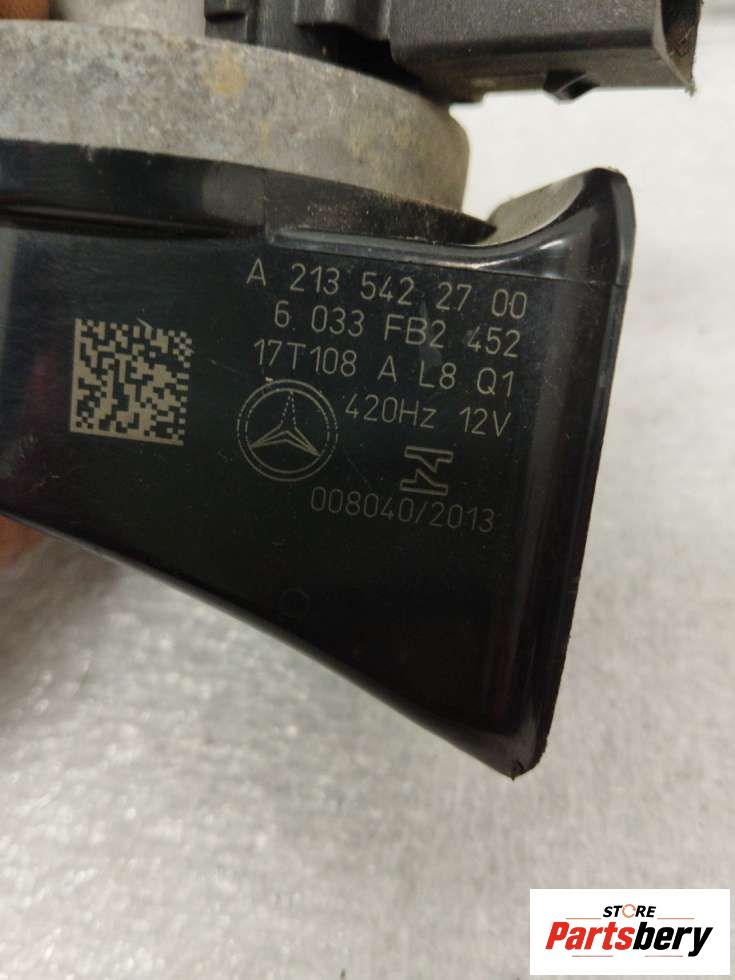 A 213 542 27 00
6 033 FB2 452
17T108 A L8 Q1
420Hz 12V
008040/2013
STORE
Partsbery